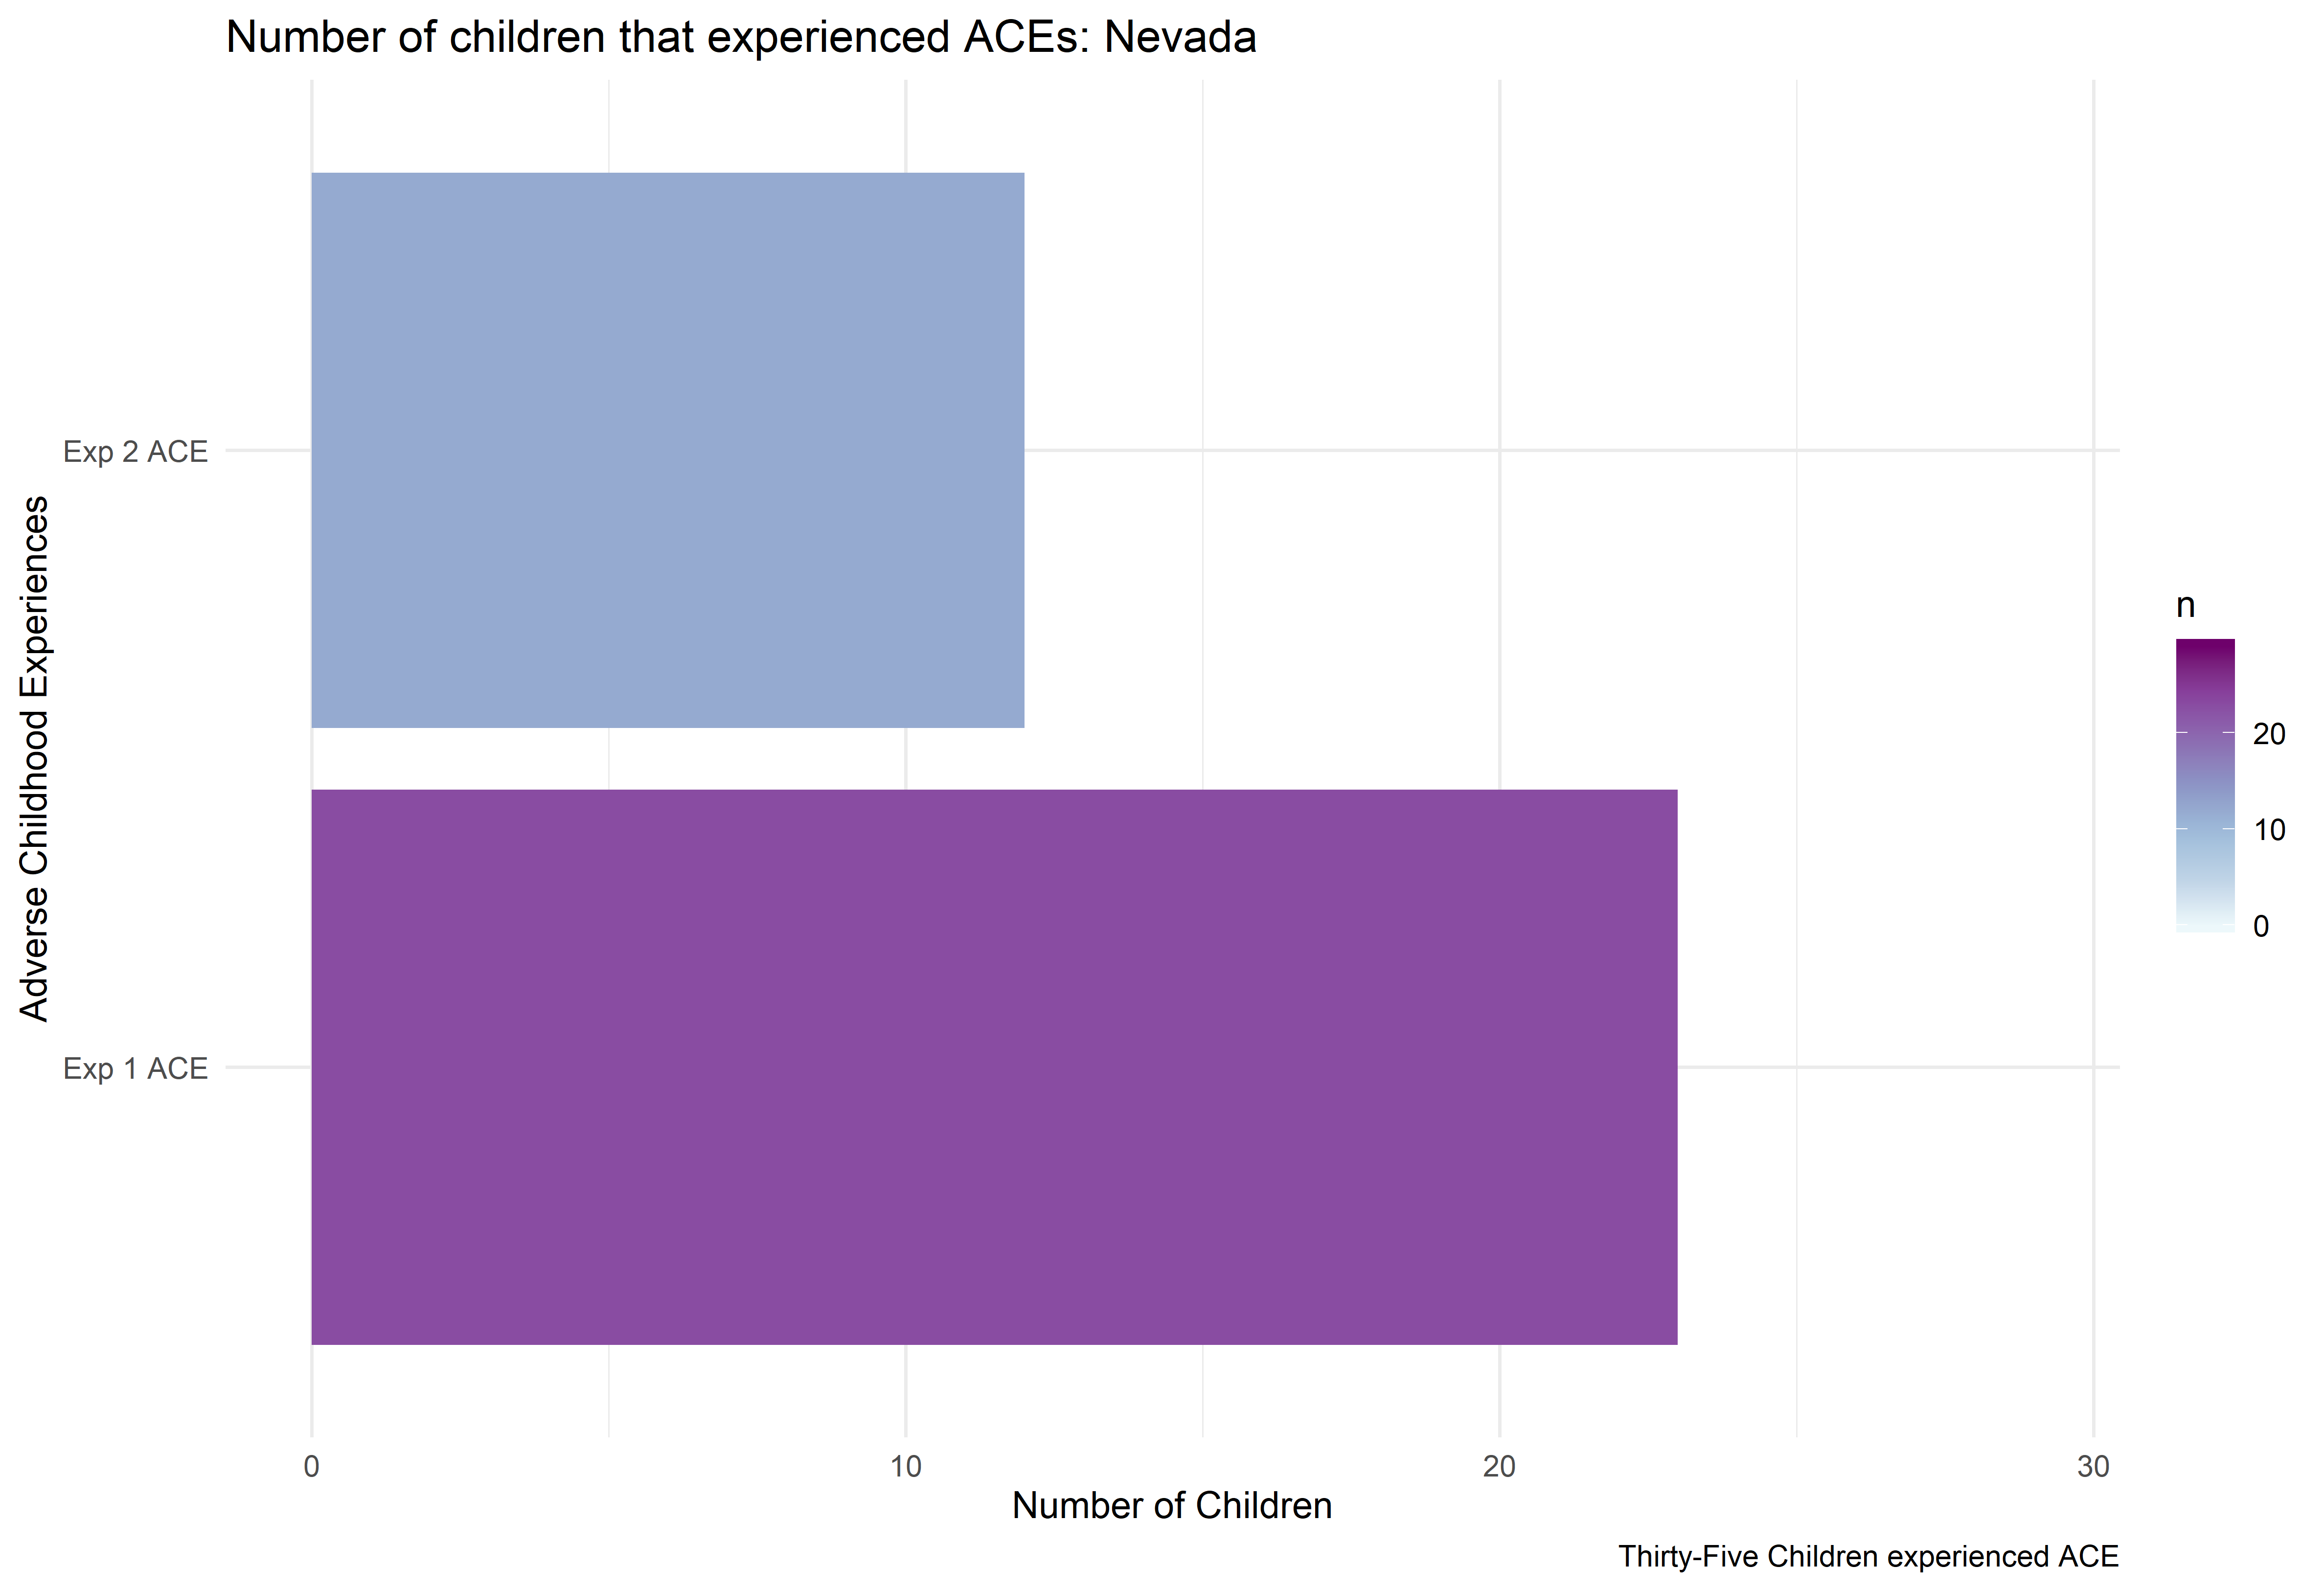 Number of children that experienced ACEs: Nevada
Adverse Childhood Experiences
Exp 2 ACE
Exp 1 ACE
0
10
20
30
Number of Children
Thirty-Five Children experienced ACE
n
20
10
0